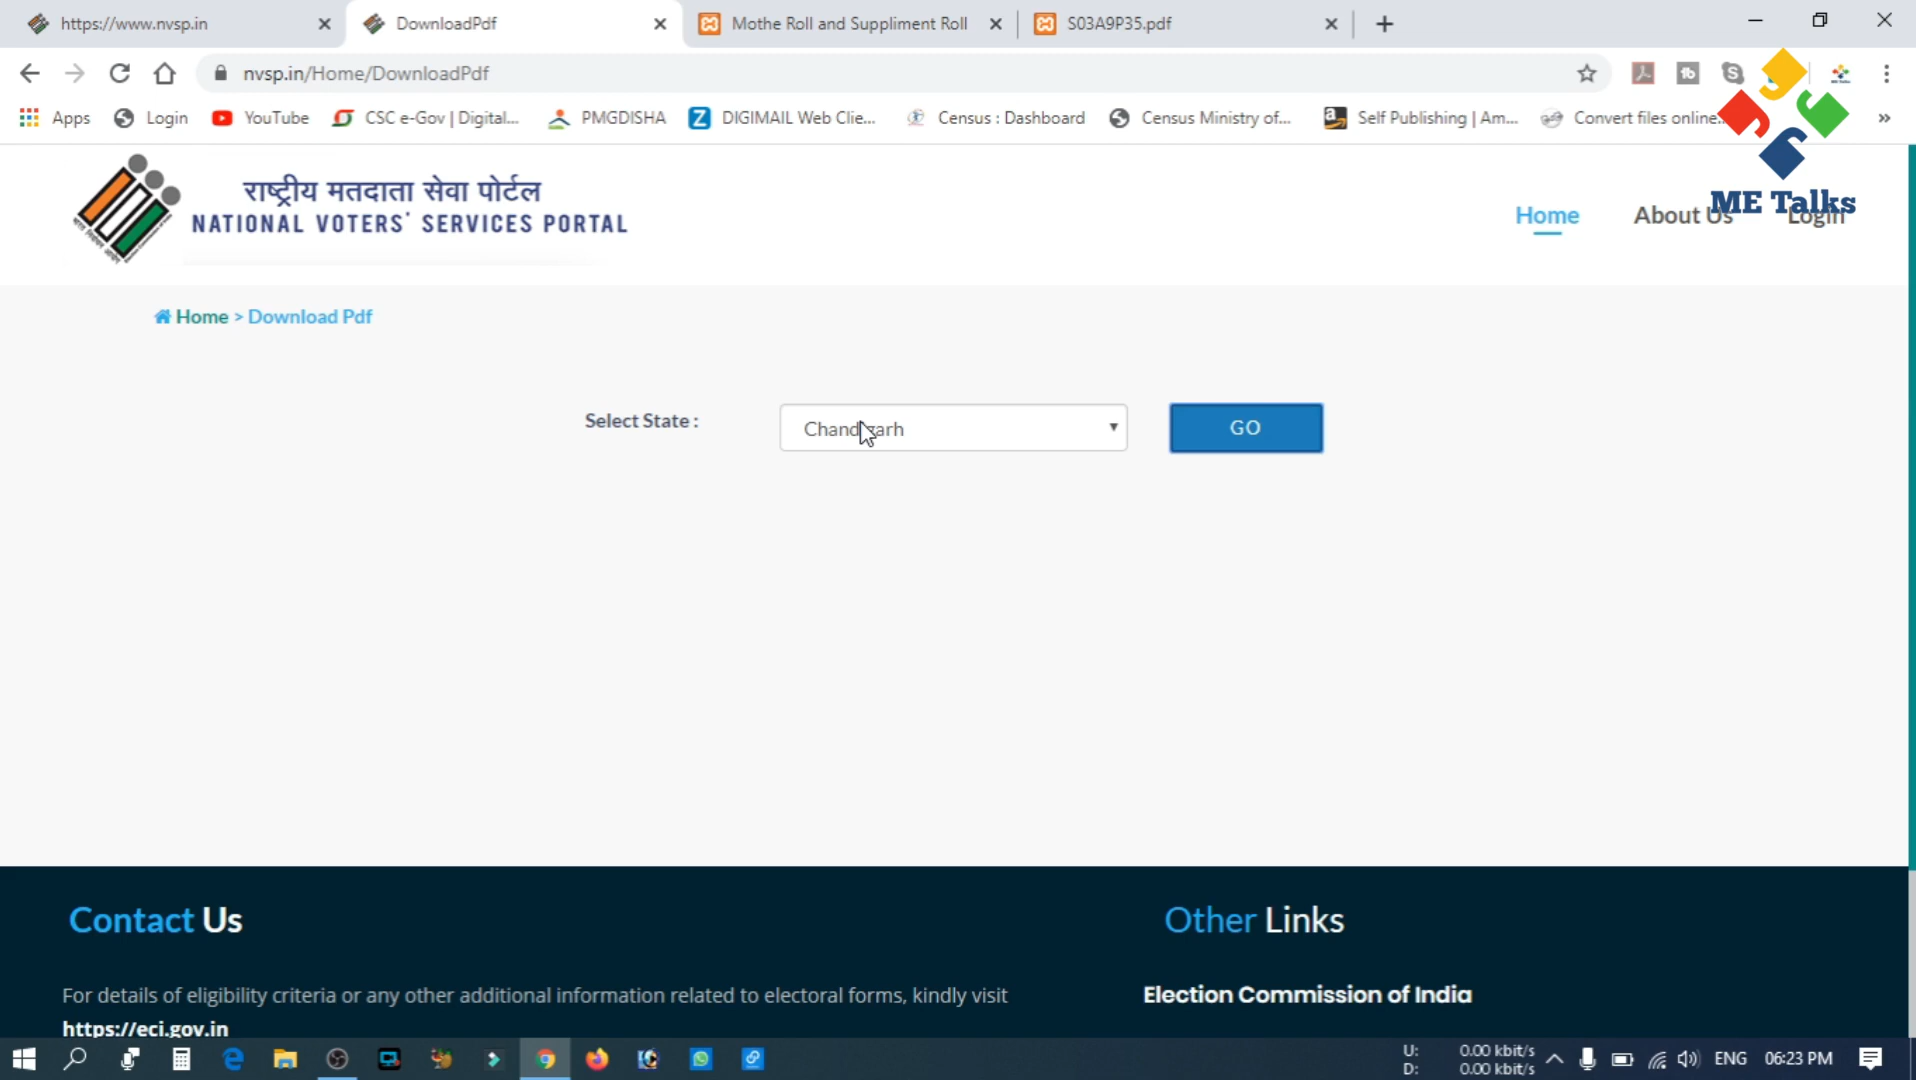 https://www.nvsp.in
DownloadPdf
Mothe Roll and Suppliment Roll
S03A9P35.pdf
nvsp.in/Home/DownloadPdf
Apps
Login
YouTube
CSC e-Gov | Digital...
PMGDISHA
DIGIMAIL Web Clie...
Census : Dashboard
Census Ministry of...
Self Publishing | Am...
Convert files online...
»
राष्ट्रीय मतदाता सेवा पोर्टल
NATIONAL VOTERS' SERVICES PORTAL
Home
About Us
Login
ME Talks
Home > Download Pdf
Select State :
Chandigarh
GO
Contact Us
Other Links
For details of eligibility criteria or any other additional information related to electoral forms, kindly visit
https://eci.gov.in
Election Commission of India
U: 0.00 kbit/s
D: 0.00 kbit/s
ENG
06:23 PM